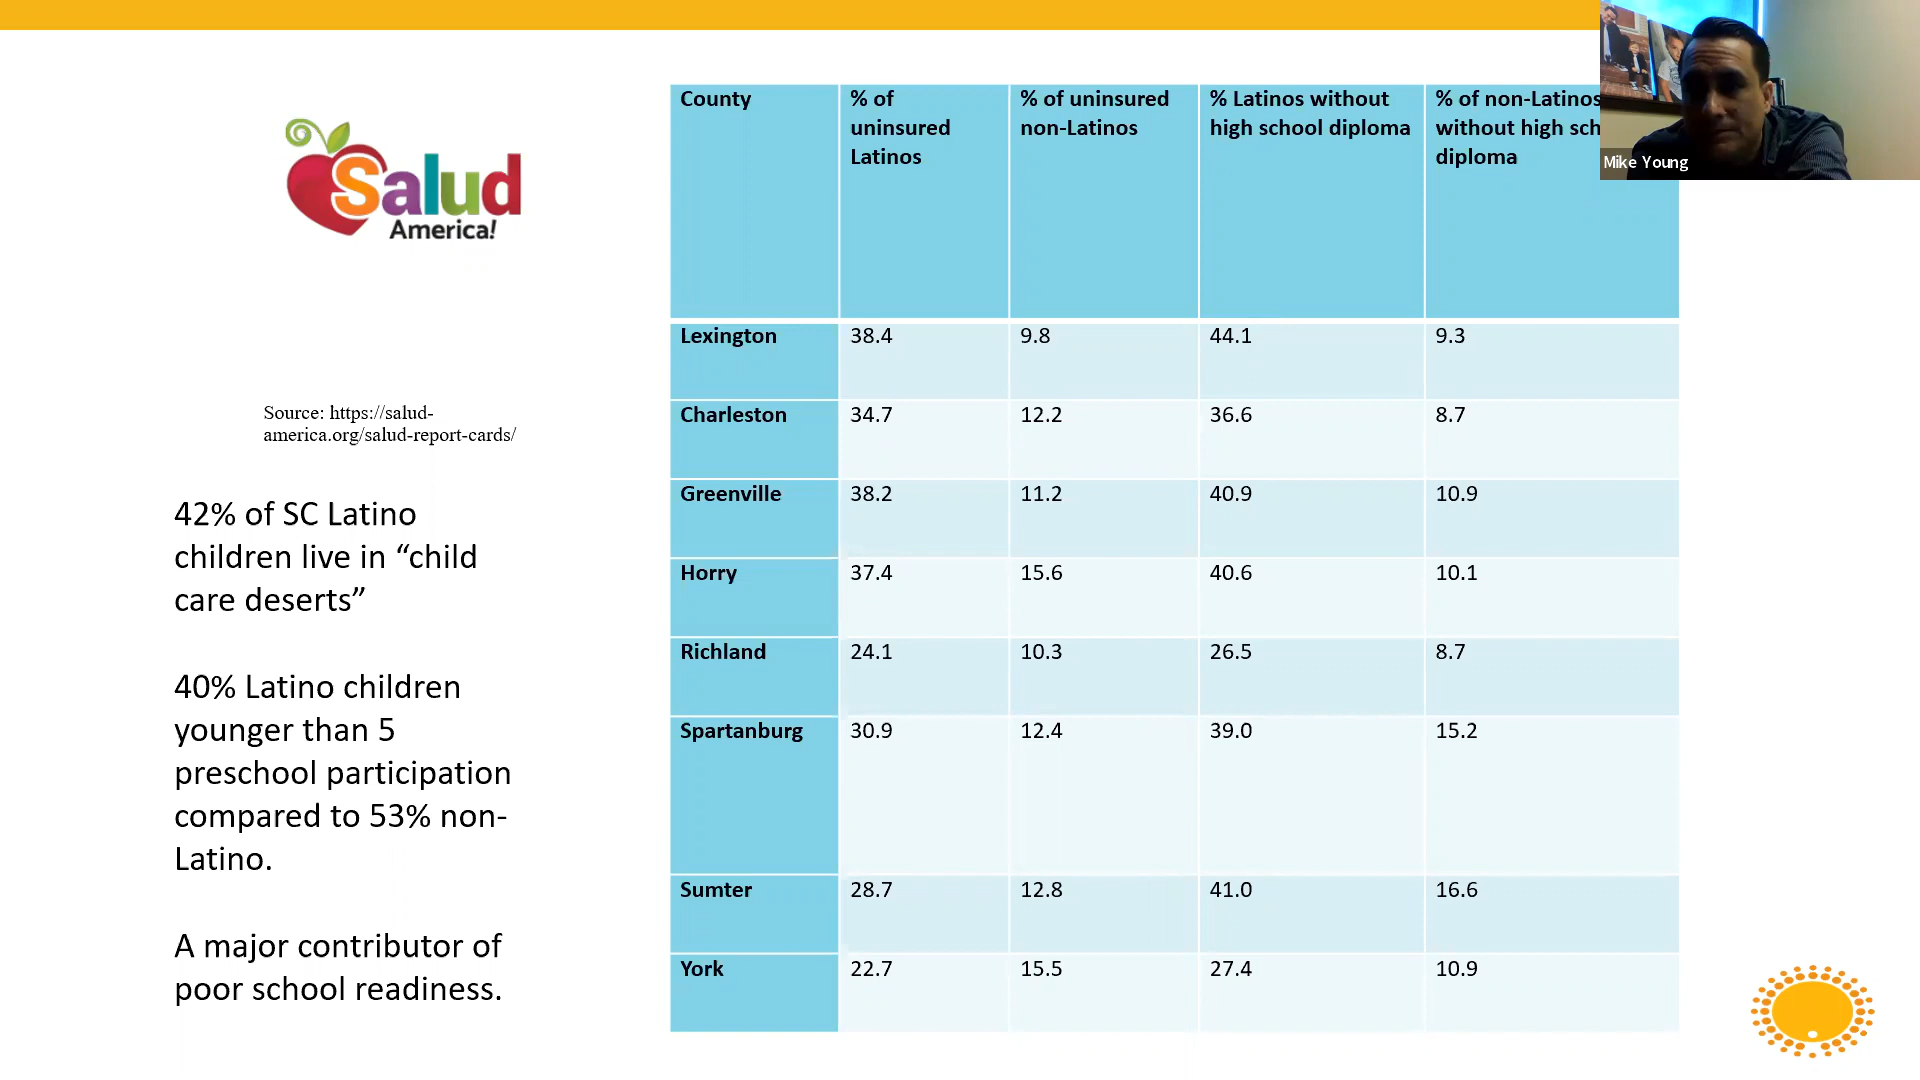 Salud
America!
Source: https://salud-
america.org/salud-report-cards/
42% of SC Latino
children live in “child
care deserts”
40% Latino children
younger than 5
preschool participation
compared to 53% non-
Latino.
A major contributor of
poor school readiness.
County
% of
uninsured
Latinos
% of uninsured
non-Latinos
% Latinos without
high school diploma
% of non-Latinos
without high sch
diploma
Lexington 38.4 9.8 44.1 9.3
Charleston 34.7 12.2 36.6 8.7
Greenville 38.2 11.2 40.9 10.9
Horry 37.4 15.6 40.6 10.1
Richland 24.1 10.3 26.5 8.7
Spartanburg 30.9 12.4 39.0 15.2
Sumter 28.7 12.8 41.0 16.6
York 22.7 15.5 27.4 10.9
Mike Young